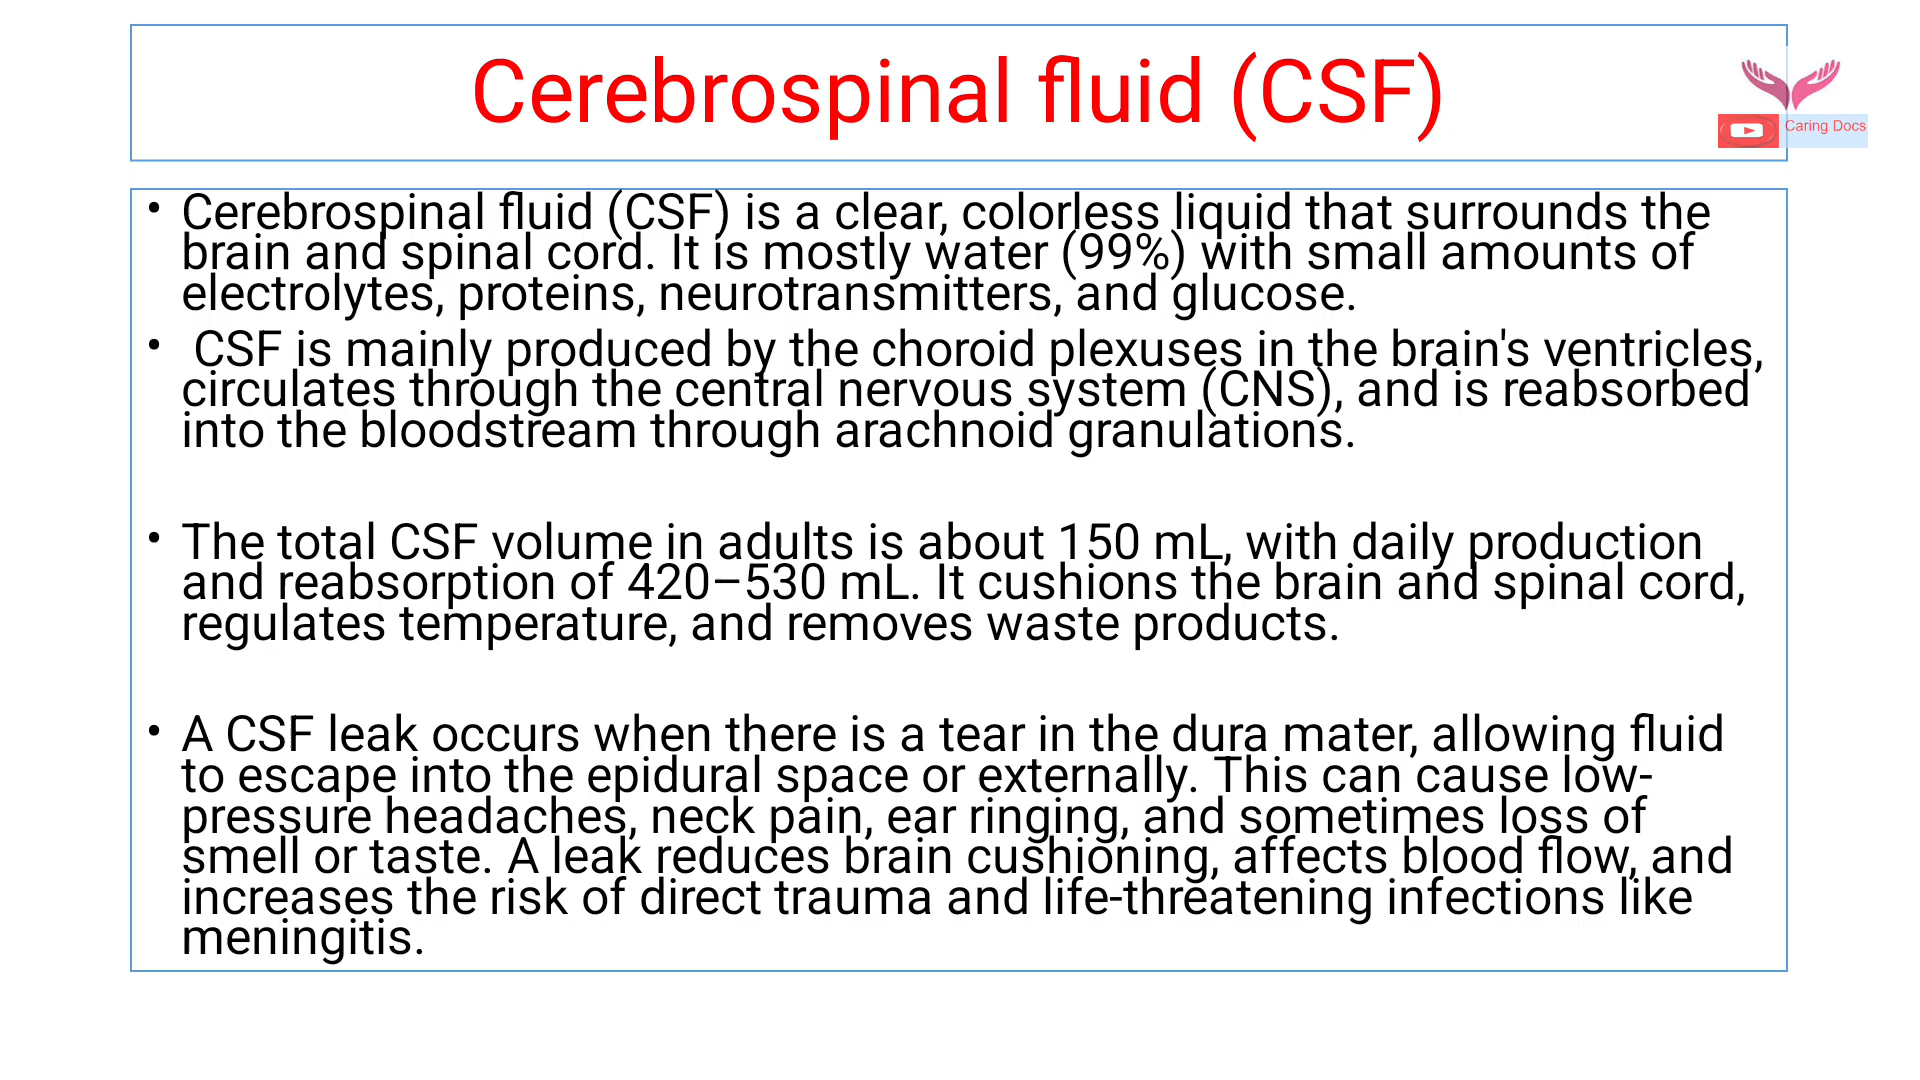 Cerebrospinal fluid (CSF)
Caring Docs
• Cerebrospinal fluid (CSF) is a clear, colorless liquid that surrounds the
brain and spinal cord. It is mostly water (99%) with small amounts of
electrolytes, proteins, neurotransmitters, and glucose.
• CSF is mainly produced by the choroid plexuses in the brain's ventricles,
circulates through the central nervous system (CNS), and is reabsorbed
into the bloodstream through arachnoid granulations.
• The total CSF volume in adults is about 150 mL, with daily production
and reabsorption of 420–530 mL. It cushions the brain and spinal cord,
regulates temperature, and removes waste products.
• A CSF leak occurs when there is a tear in the dura mater, allowing fluid
to escape into the epidural space or externally. This can cause low-
pressure headaches, neck pain, ear ringing, and sometimes loss of
smell or taste. A leak reduces brain cushioning, affects blood flow, and
increases the risk of direct trauma and life-threatening infections like
meningitis.